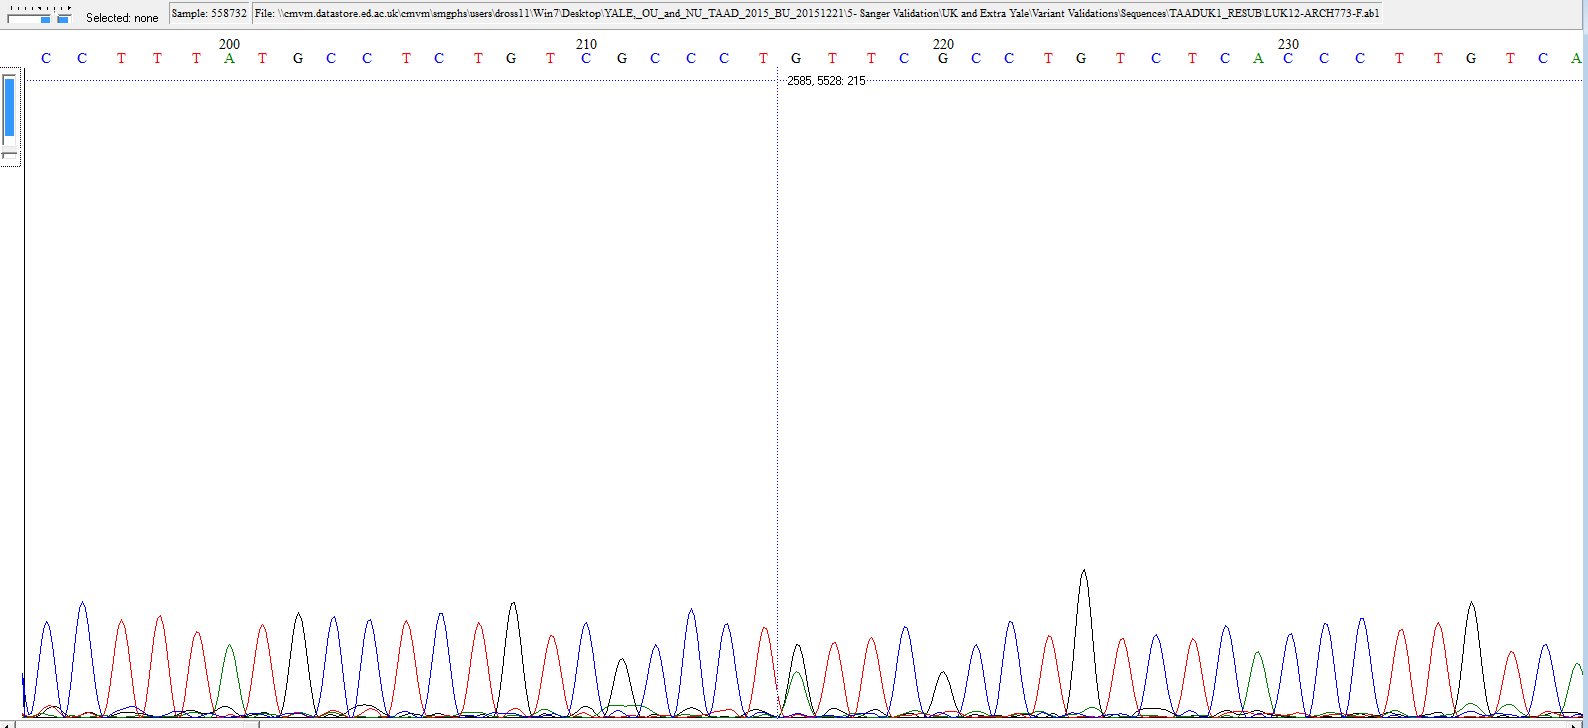 Selected: none Sample: 558732 File: \\cmvm.datastore.ed.ac.uk\cmvm\smgphs\users\dross11\Win7\Desktop\YALE,_OU_and_NU_TAAD_2015_BU_20151221\5- Sanger Validation\UK and Extra Yale\Variant Validations\Sequences\TAADUK1_RESUB\LUK12-ARCH773-F.ab1
200 210 220 230
C C T T T A T G C C T C T G T C G C C C T G T T C G C C T G T C T C A C C C T T G T C A
2585, 5528: 215